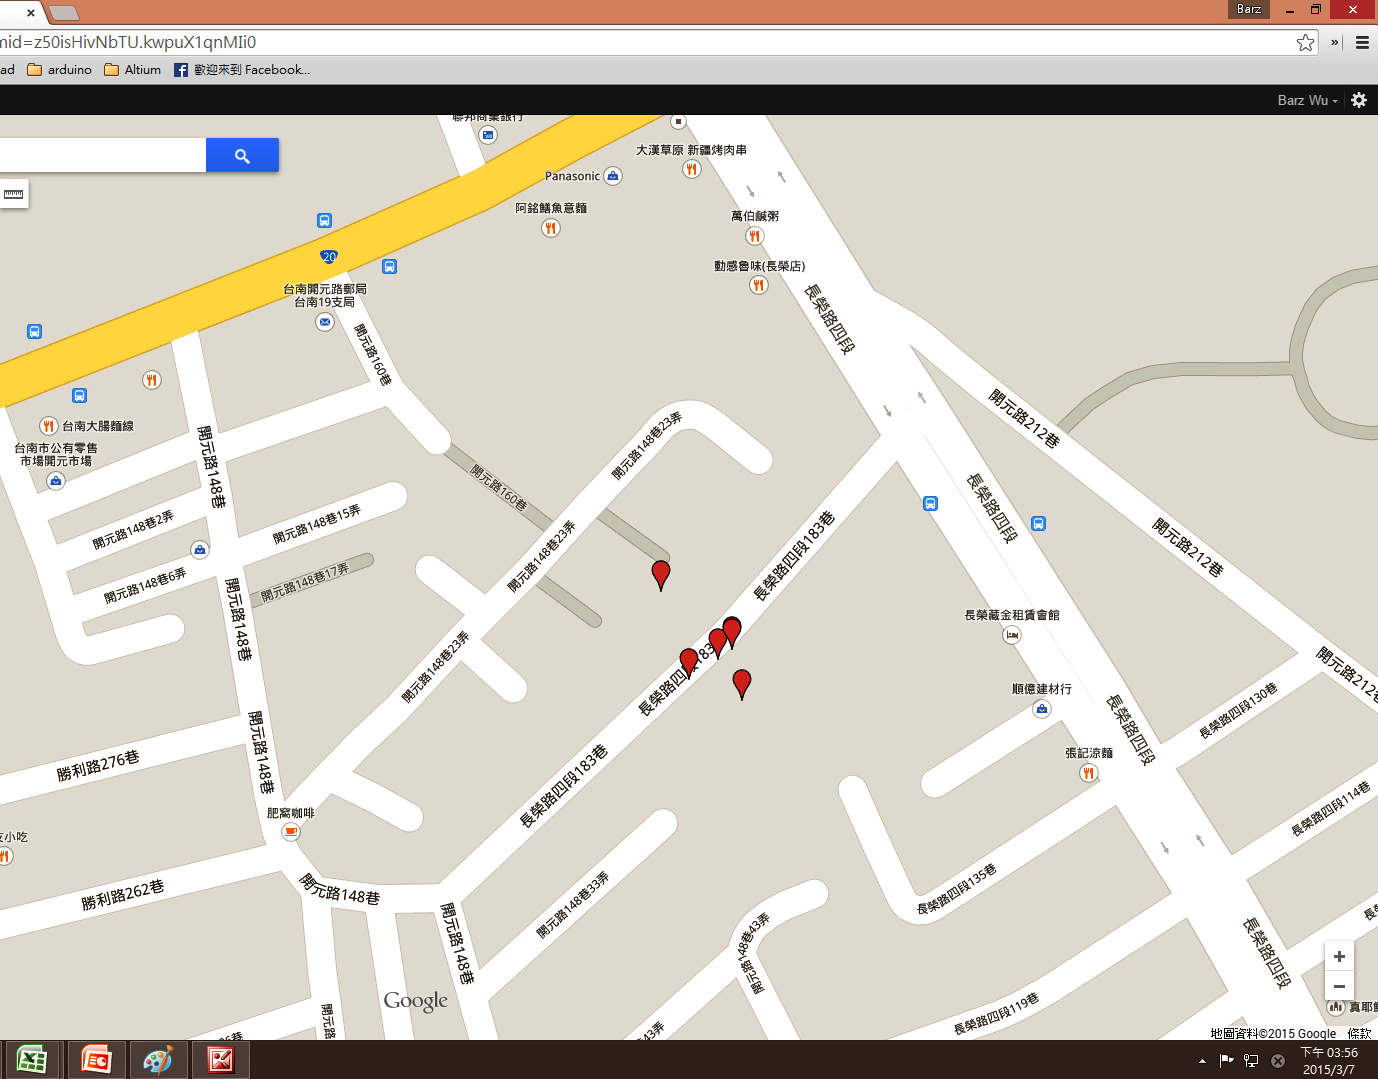 Barz
mid=z50isHivNbTU.kwpuX1qnMIi0
ad
arduino
Altium
歡迎來到 Facebook...
Barz Wu
聯邦商業銀行
大漢草原 新疆烤肉串
Panasonic
阿銘鱔魚意麵
萬伯鹹粥
動感魯味(長榮店)
20
台南開元路郵局
台南19支局
長榮路四段
開元路160巷
開元路212巷
台南大腸麵線
台南市公有零售
市場開元市場
開元路148巷
開元路148巷23弄
開元路160巷
長榮路四段
開元路148巷2弄
開元路148巷15弄
開元路148巷23弄
長榮路四段183巷
開元路212巷
開元路148巷6弄
開元路148巷17弄
開元路148巷
長榮藏金租賃會館
開元路148巷23弄
長榮路四段183
開元路212巷
順億建材行
長榮路四段130巷
開元路148巷
長榮路四段
勝利路276巷
張記涼麵
長榮路四段183巷
肥窩咖啡
長榮路四段114巷
小吃
勝利路262巷
開元路148巷
長榮路四段135巷
開元路148巷33弄
開元路148巷
148巷43弄
開元路
長榮路四段
Google
開元路148巷
長榮路四段119巷
43弄
地圖資料©2015 Google
條款
下午 03:56
2015/3/7